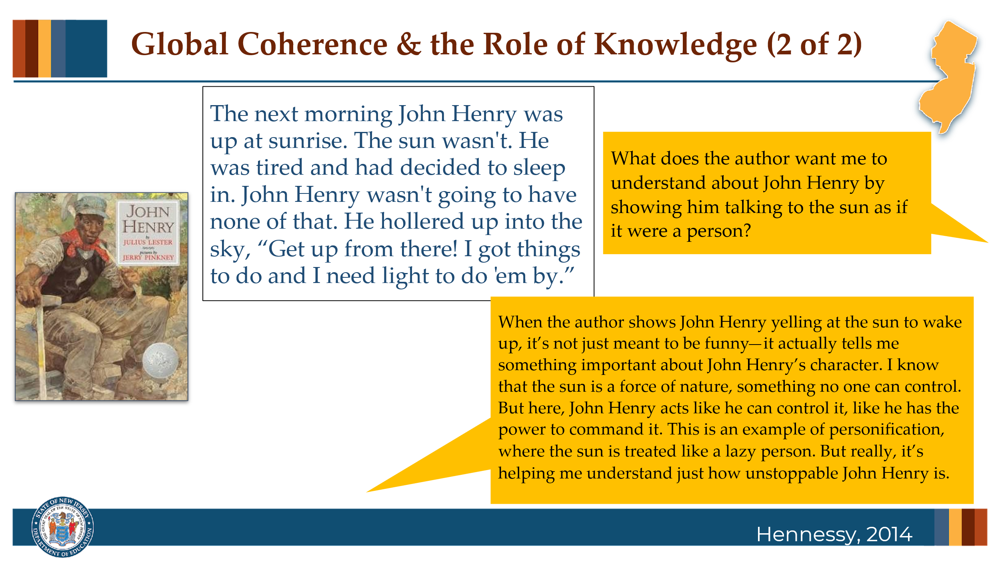 Global Coherence & the Role of Knowledge (2 of 2)
The next morning John Henry was
up at sunrise. The sun wasn't. He
was tired and had decided to sleep
in. John Henry wasn't going to have
none of that. He hollered up into the
sky, “Get up from there! I got things
to do and I need light to do 'em by.”
What does the author want me to
understand about John Henry by
showing him talking to the sun as if
it were a person?
JOHN
HENRY
by
JULIUS LESTER
pictures by
JERRY PINKNEY
When the author shows John Henry yelling at the sun to wake
up, it’s not just meant to be funny—it actually tells me
something important about John Henry’s character. I know
that the sun is a force of nature, something no one can control.
But here, John Henry acts like he can control it, like he has the
power to command it. This is an example of personification,
where the sun is treated like a lazy person. But really, it’s
helping me understand just how unstoppable John Henry is.
STATE OF NEW JERSEY
DEPARTMENT OF EDUCATION
THE GREAT SEAL OF THE STATE OF NEW JERSEY
Hennessy, 2014